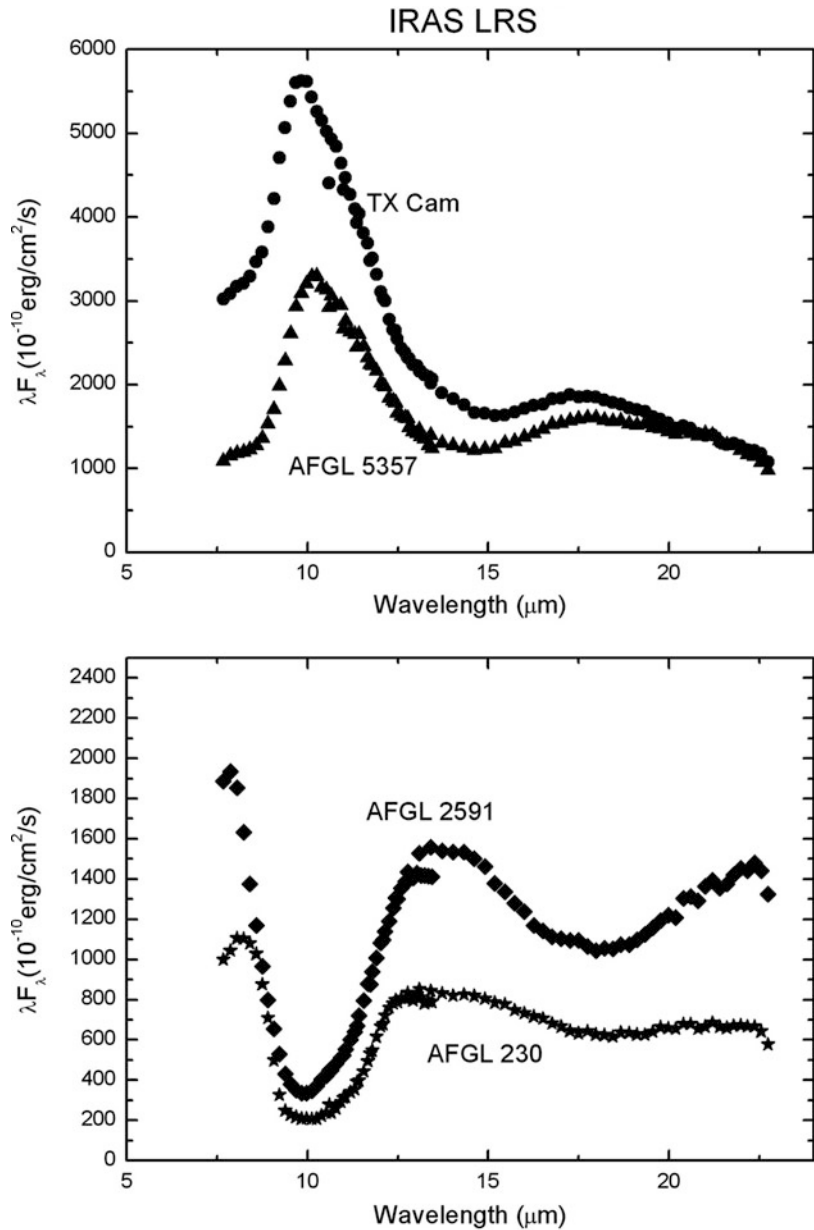 IRAS LRS
6000
5000
4000
3000
2000
1000
0
λFλ(10⁻¹⁰erg/cm²/s)
TX Cam
AFGL 5357
5 10 15 20
Wavelength (μm)
2400
2200
2000
1800
1600
1400
1200
1000
800
600
400
200
0
λFλ(10⁻¹⁰erg/cm²/s)
AFGL 2591
AFGL 230
5 10 15 20
Wavelength (μm)